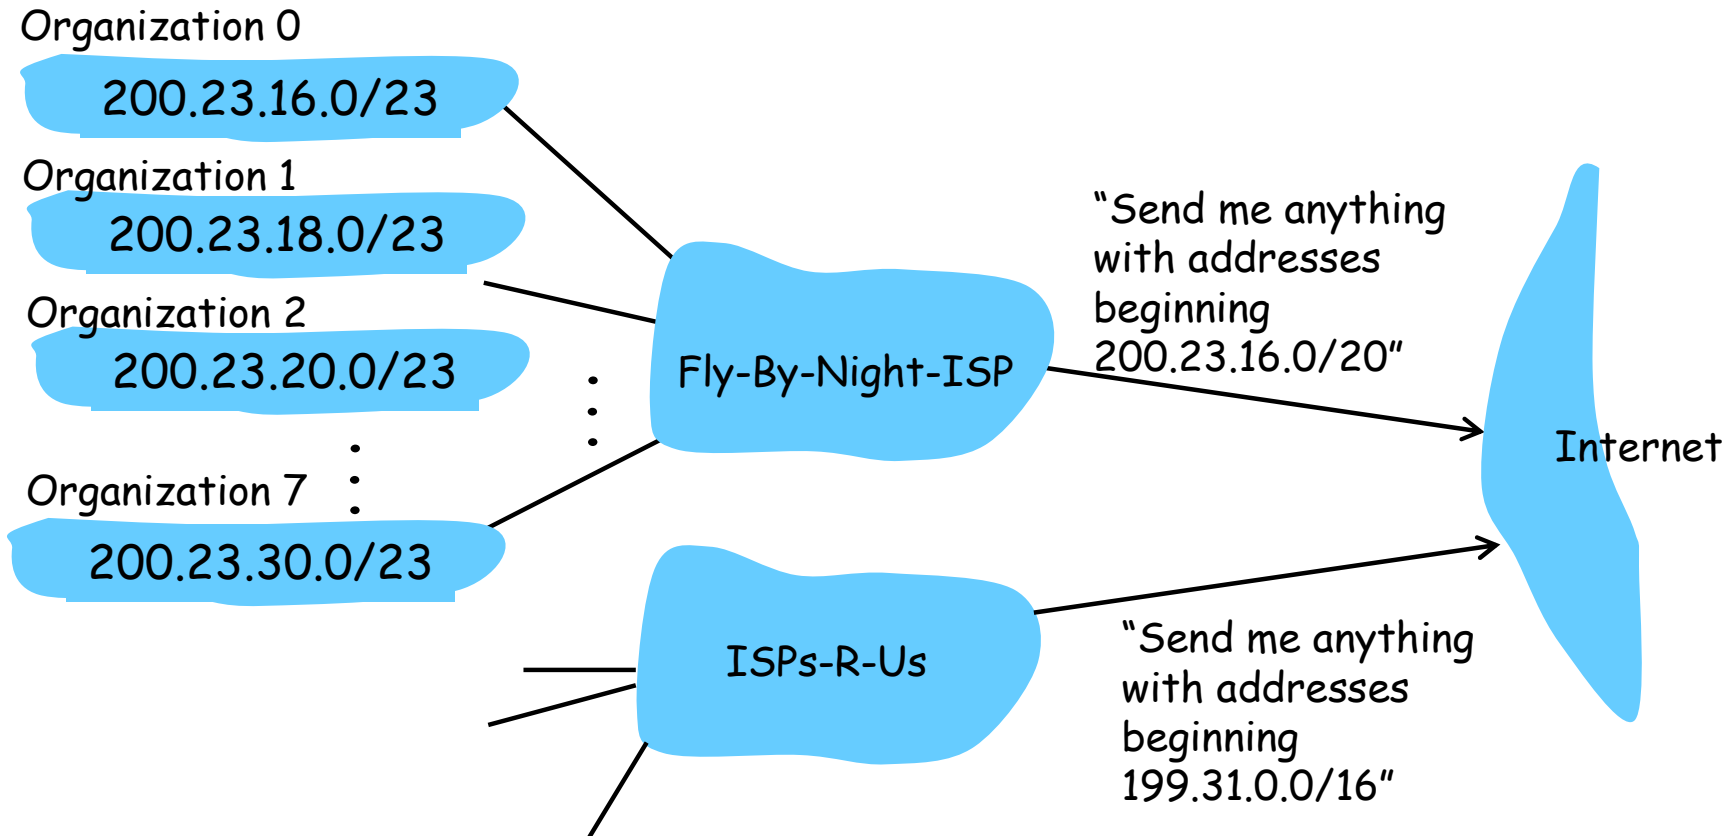 Organization 0
200.23.16.0/23
Organization 1
200.23.18.0/23
Organization 2
200.23.20.0/23
Organization 7
200.23.30.0/23
Fly-By-Night-ISP
“Send me anything
with addresses
beginning
200.23.16.0/20”
Internet
ISPs-R-Us
“Send me anything
with addresses
beginning
199.31.0.0/16”